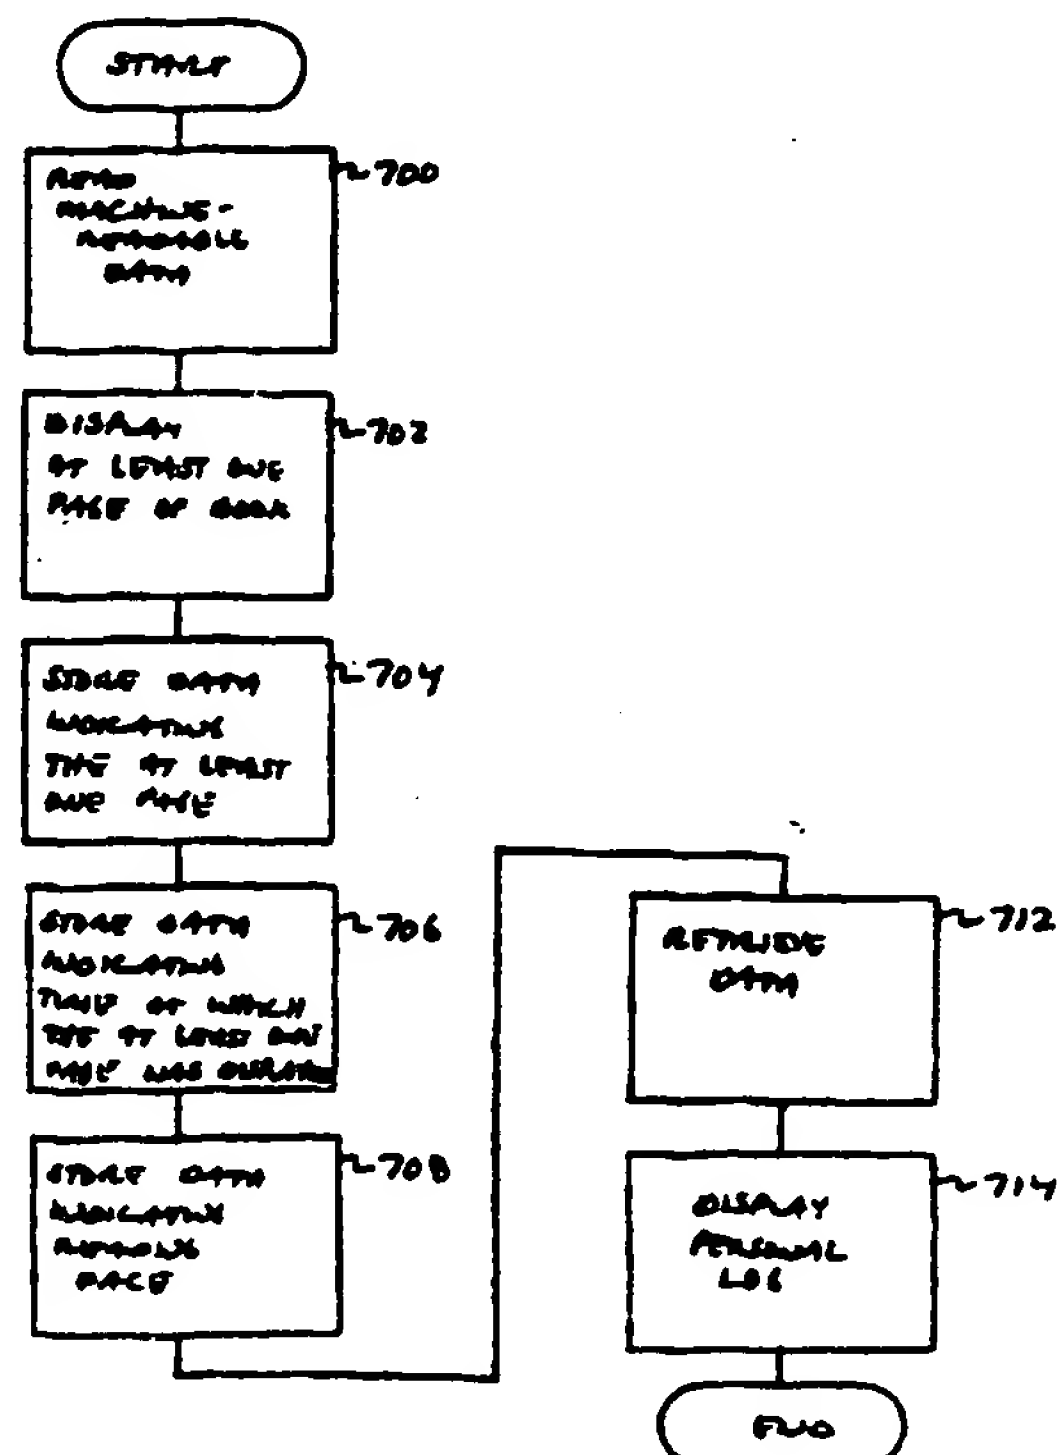 START
700
READ
MACHINE-
READABLE
DATA
702
DISPLAY
AT LEAST ONE
PAGE OF BOOK
704
STORE DATA
INDICATING
THE AT LEAST
ONE PAGE
706
STORE DATA
INDICATING
TIME AT WHICH
THE AT LEAST ONE
PAGE WAS DISPLAYED
708
STORE DATA
INDICATING
READING
PACE
712
RETRIEVE
DATA
714
DISPLAY
PERSONAL
LOG
END